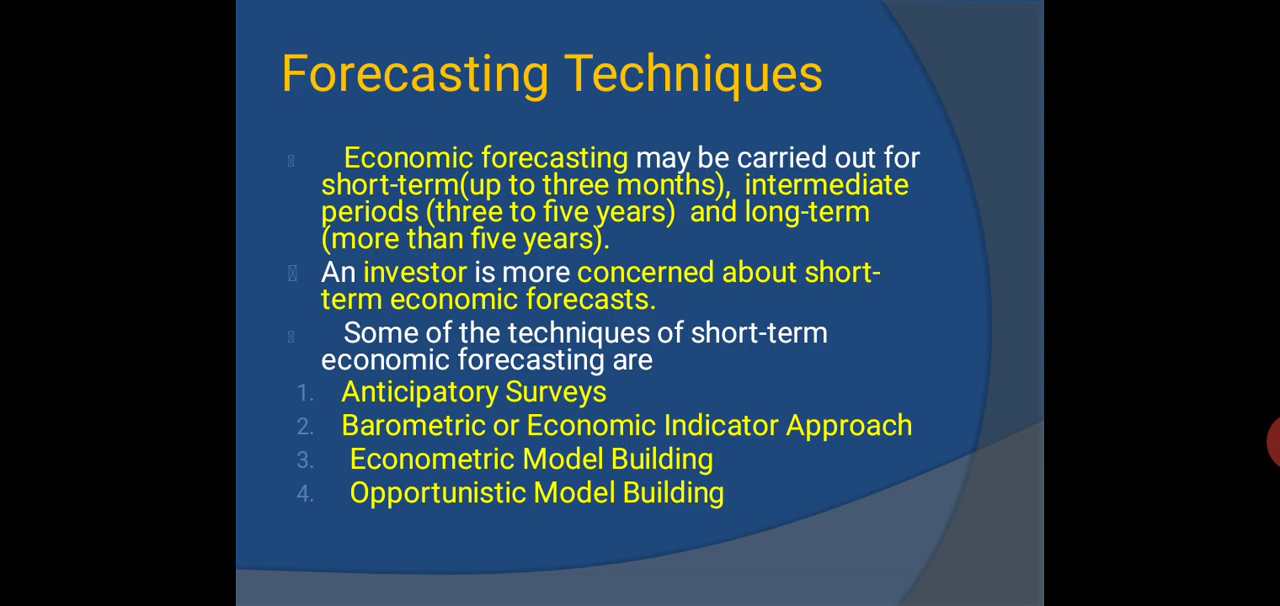 Forecasting Techniques
Economic forecasting may be carried out for
short-term(up to three months), intermediate
periods (three to five years) and long-term
(more than five years).
An investor is more concerned about short-
term economic forecasts.
Some of the techniques of short-term
economic forecasting are
1. Anticipatory Surveys
2. Barometric or Economic Indicator Approach
3. Econometric Model Building
4. Opportunistic Model Building